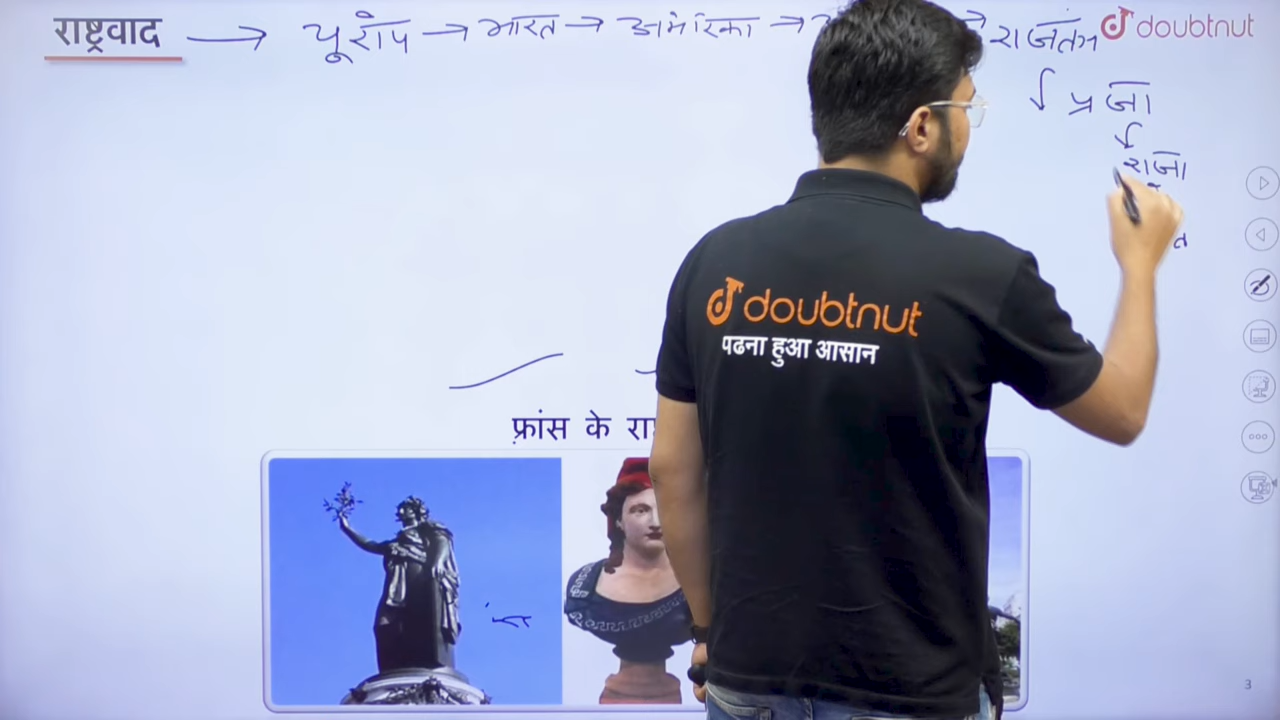 राष्ट्रवाद → यूरोप → भारत → अमेरिका → → राजतंत्र
doubtnut
↓ प्रजा
↓
राजा
doubtnut
पढना हुआ आसान
फ़्रांस के
3